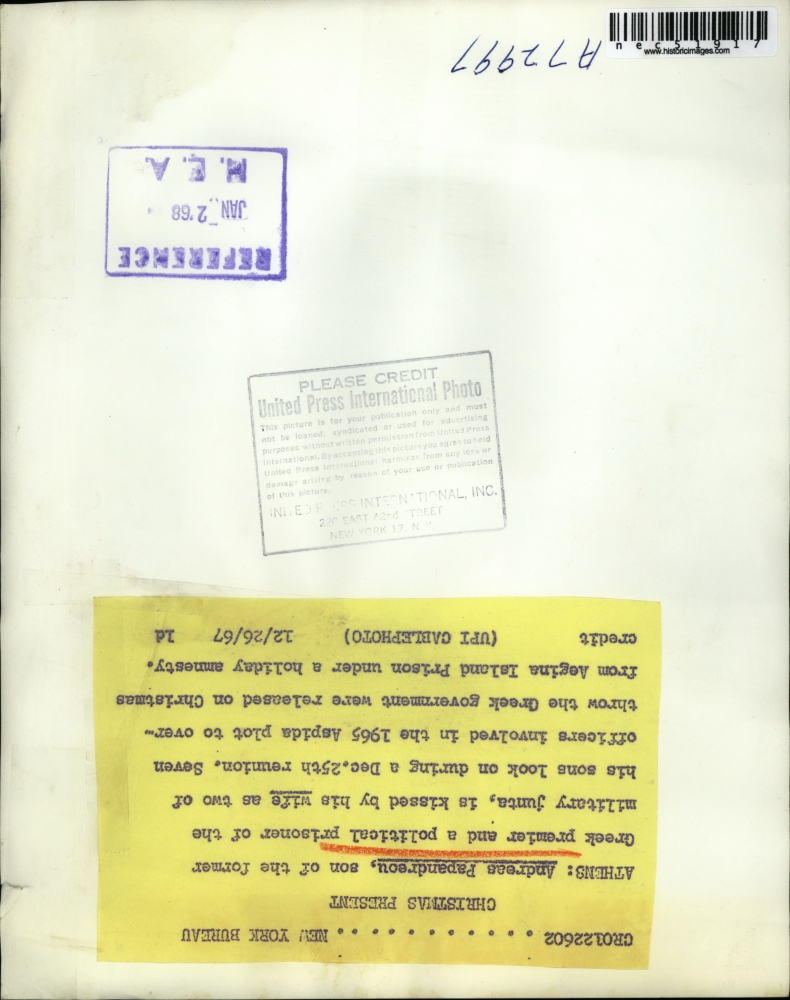 nec51917
www.historicimages.com
A72997
REFERENCE
JAN 2 '68
N. E. A.
PLEASE CREDIT
United Press International Photo
This picture is for your publication only and must
not be loaned, syndicated or used for advertising
purposes without written permission from United Press
International. By accepting this picture you agree to hold
United Press International harmless from any loss or
damage arising by reason of your use or publication
of this picture.
UNITED PRESS INTERNATIONAL, INC.
220 EAST 42nd STREET
NEW YORK 17, N. Y.
CRO122602 ............ NEW YORK BUREAU
CHRISTMAS PRESENT
ATHENS: Andreas Papandreou, son of the former
Greek premier and a political prisoner of the
military junta, is kissed by his wife as two of
his sons look on during a Dec.25th. reunion. Seven
officers involved in the 1965 Aspida plot to over-
throw the Greek government were released on Christmas
from Aegina Island Prison under a holiday amnesty.
credit (UPI CABLEPHOTO) 12/26/67 ld